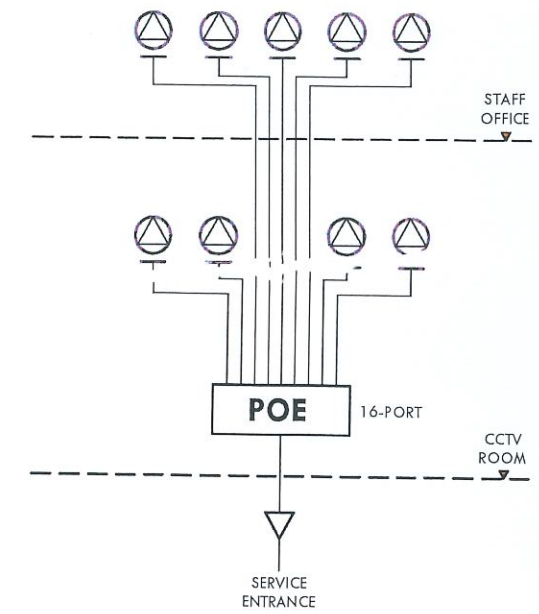 STAFF
OFFICE
POE
16-PORT
CCTV
ROOM
SERVICE
ENTRANCE